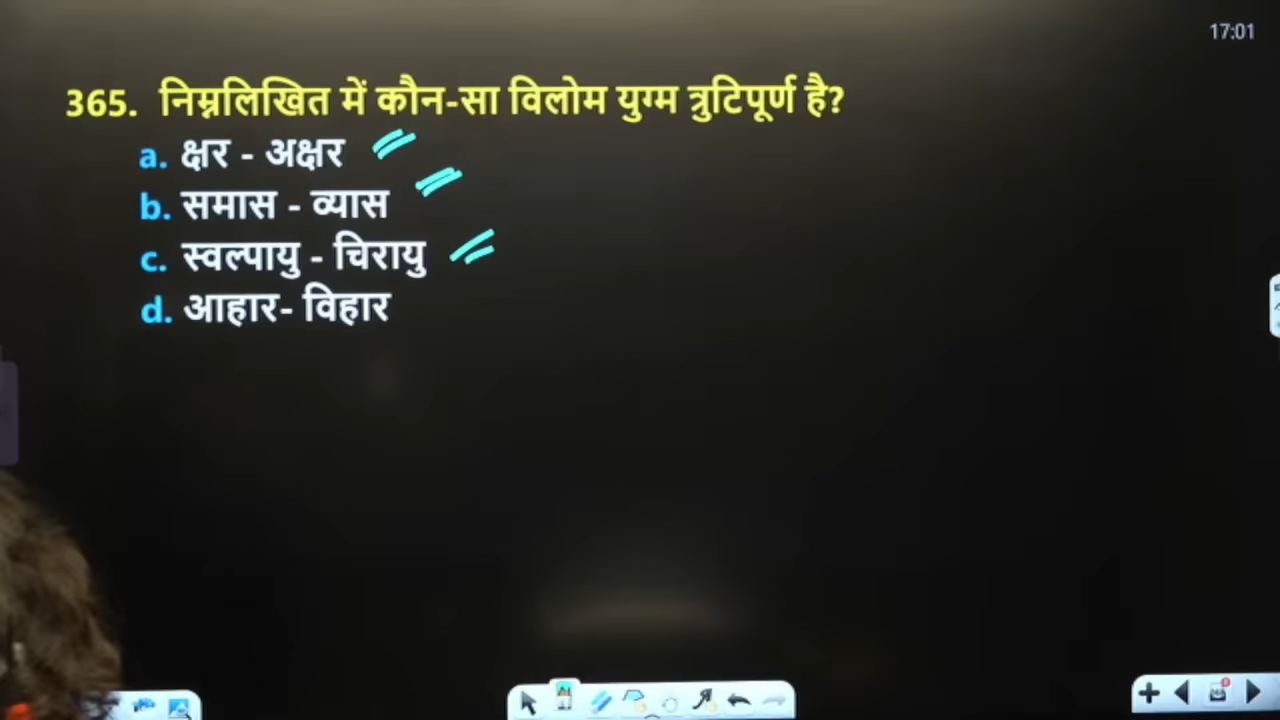 17:01
365. निम्नलिखित में कौन-सा विलोम युग्म त्रुटिपूर्ण है?
a. क्षर - अक्षर
b. समास - व्यास
c. स्वल्पायु - चिरायु
d. आहार- विहार